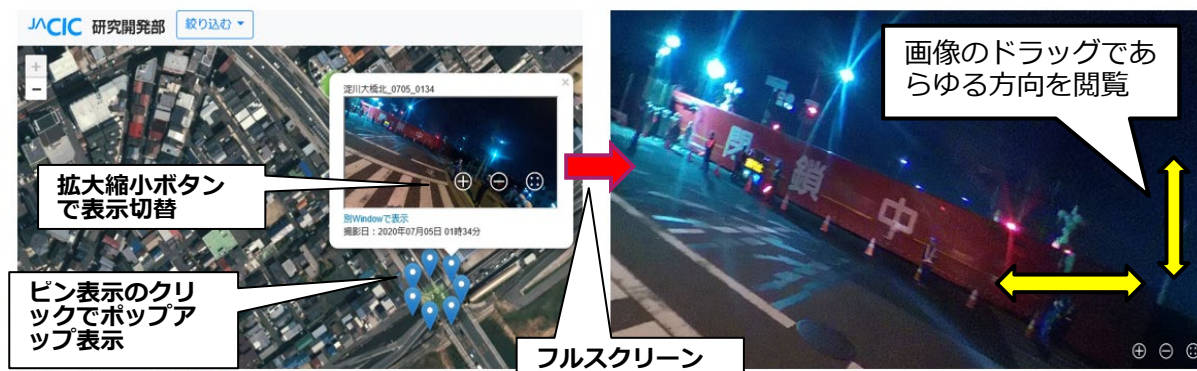 JACIC 研究開発部
絞り込む
+
-
×
淀川大橋北_0705_0134
別Windowで表示
撮影日：2020年07月05日 01時34分
拡大縮小ボタン
で表示切替
ピン表示のクリ
ックでポップア
ップ表示
フルスクリーン
画像のドラッグであ
らゆる方向を閲覧
閉鎖中